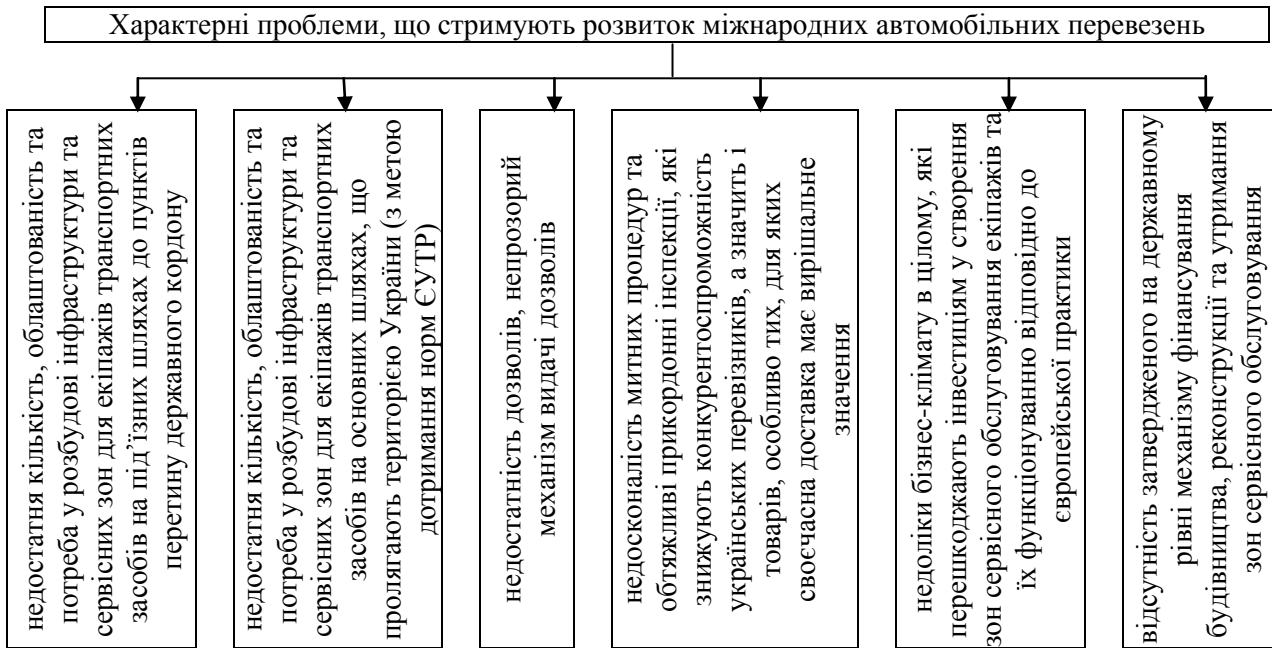 Характерні проблеми, що стримують розвиток міжнародних автомобільних перевезень
недостатня кількість, облаштованість та
потреба у розбудові інфраструктури та
сервісних зон для екіпажів транспортних
засобів на під’їзних шляхах до пунктів
перетину державного кордону
недостатня кількість, облаштованість та
потреба у розбудові інфраструктури та
сервісних зон для екіпажів транспортних
засобів на основних шляхах, що
пролягають територією України (з метою
дотримання норм ЄУТР)
недостатність дозволів, непрозорий
механізм видачі дозволів
недосконалість митних процедур та
обтяжливі прикордонні інспекції, які
знижують конкурентоспроможність
українських перевізників, а значить і
товарів, особливо тих, для яких
своєчасна доставка має вирішальне
значення
недоліки бізнес-клімату в цілому, які
перешкоджають інвестиціям у створення
зон сервісного обслуговування екіпажів та
їх функціонуванню відповідно до
європейської практики
відсутність затвердженого на державному
рівні механізму фінансування
будівництва, реконструкції та утримання
зон сервісного обслуговування